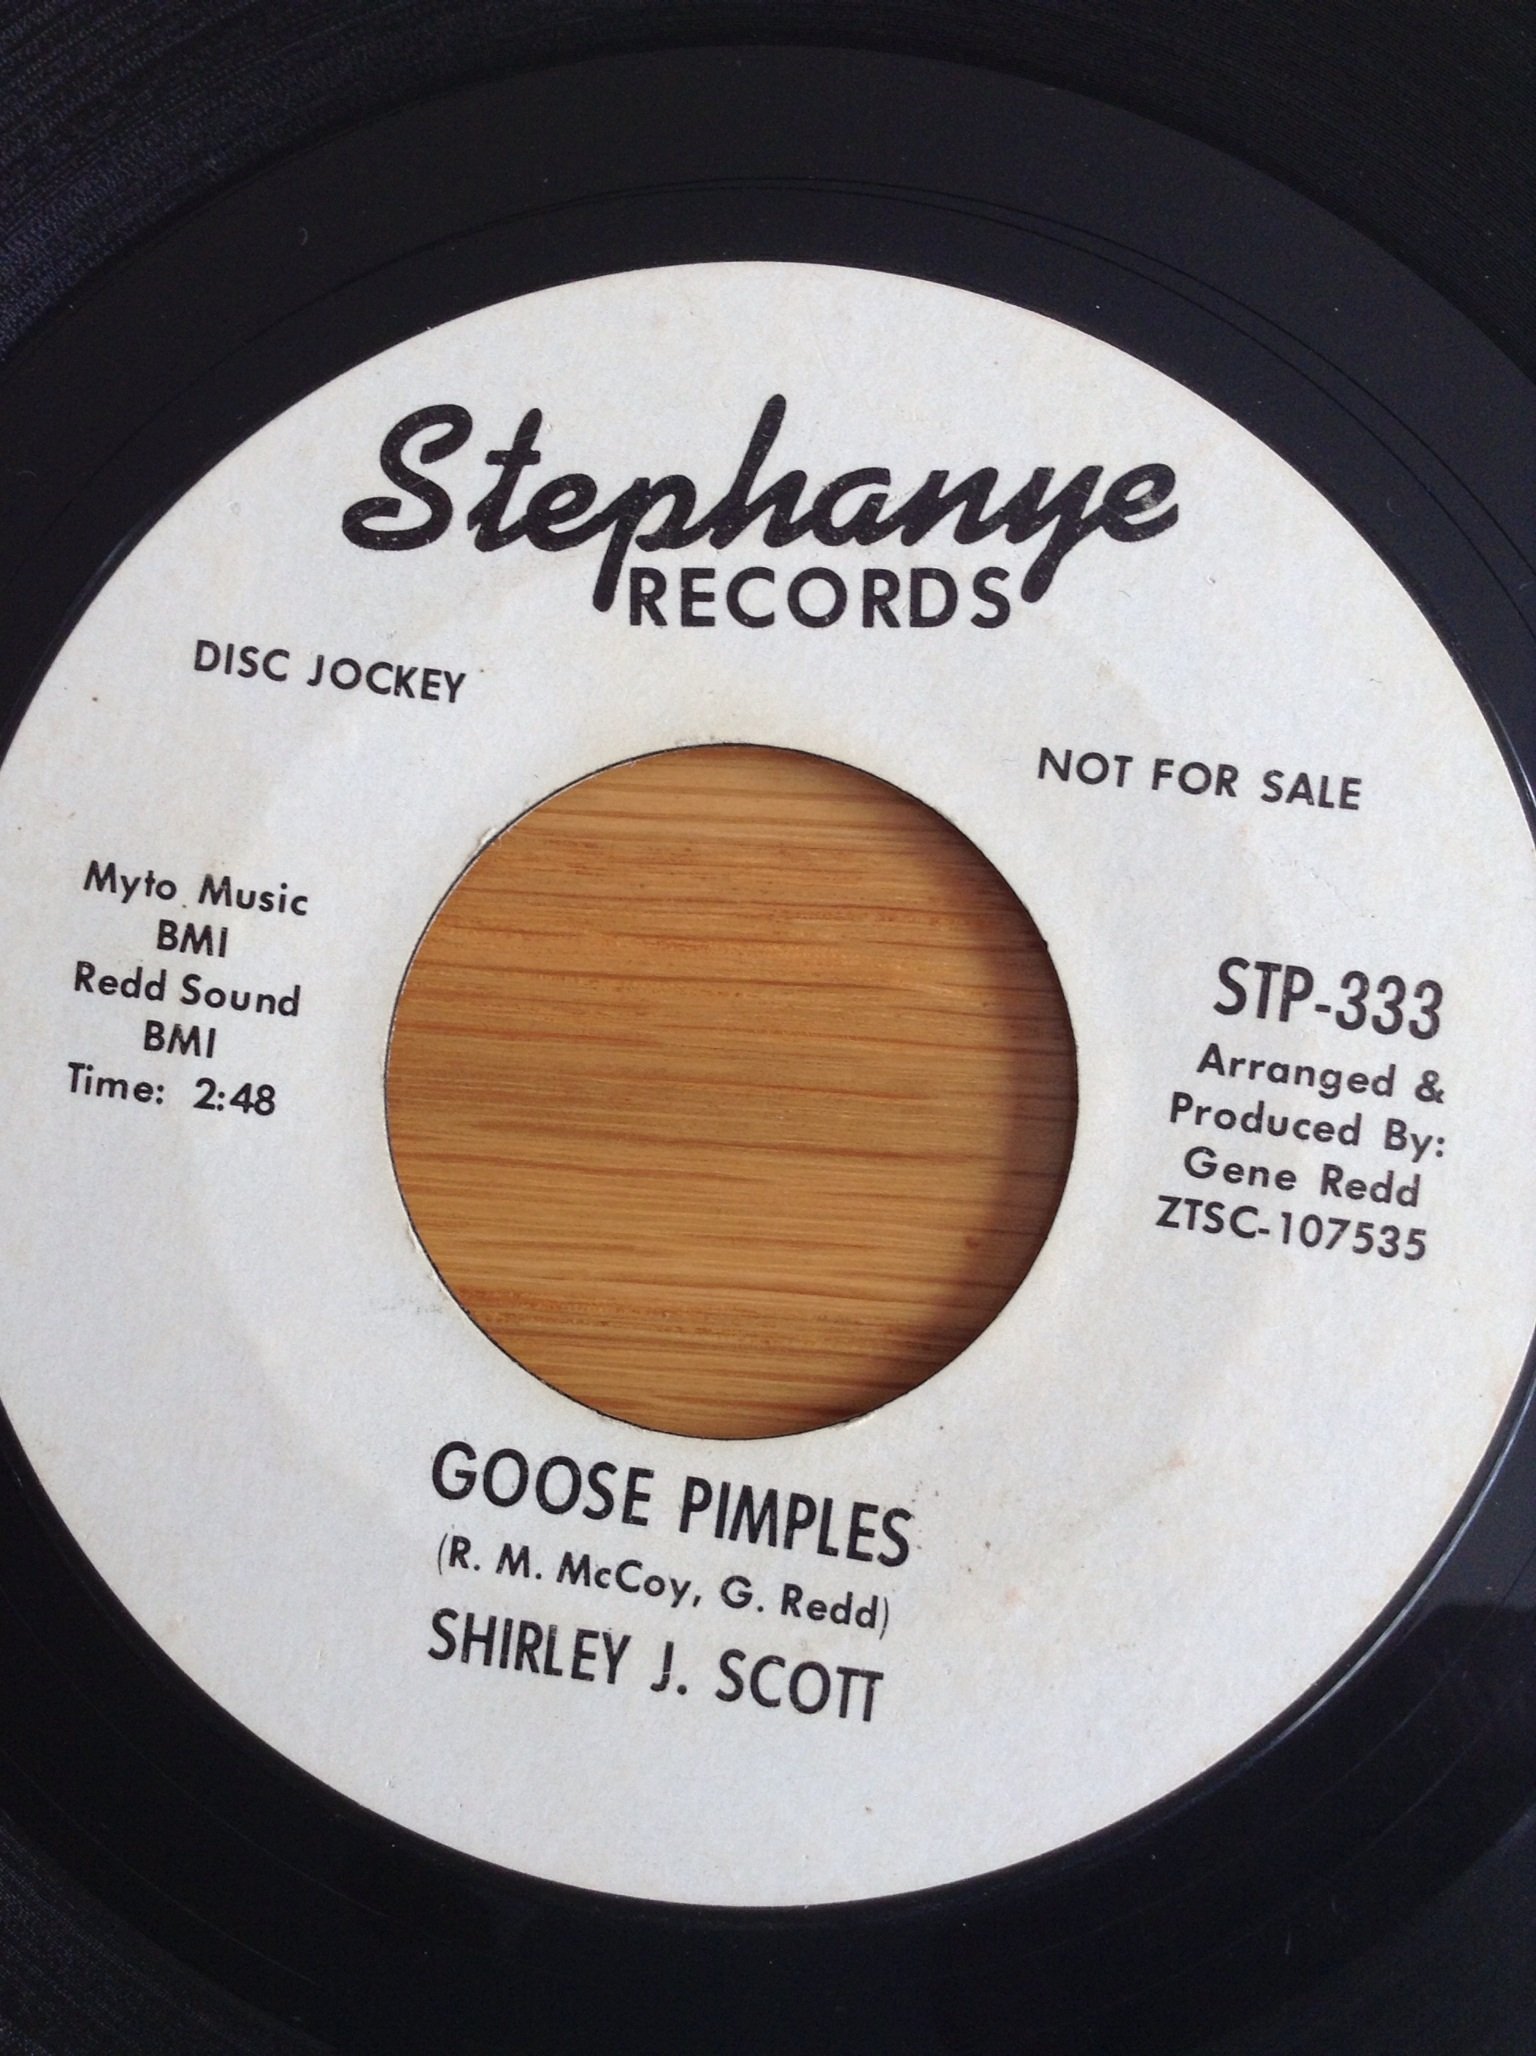 Stephanye
RECORDS
DISC JOCKEY
NOT FOR SALE
Myto Music
BMI
Redd Sound
BMI
Time: 2:48
STP-333
Arranged &
Produced By:
Gene Redd
ZTSC-107535
GOOSE PIMPLES
(R. M. McCoy, G. Redd)
SHIRLEY J. SCOTT